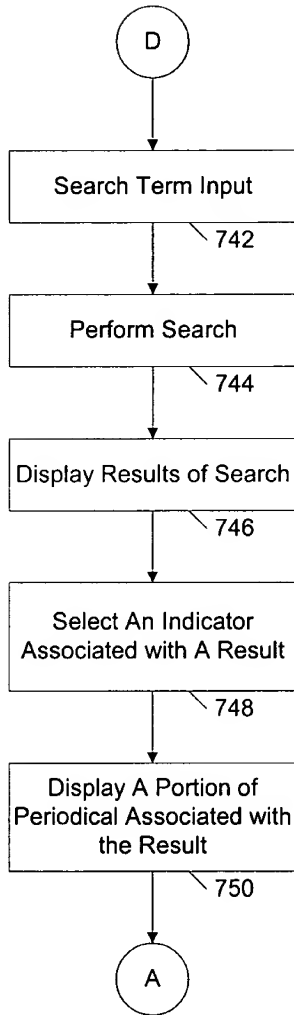 D
Search Term Input
742
Perform Search
744
Display Results of Search
746
Select An Indicator
Associated with A Result
748
Display A Portion of
Periodical Associated with
the Result
750
A